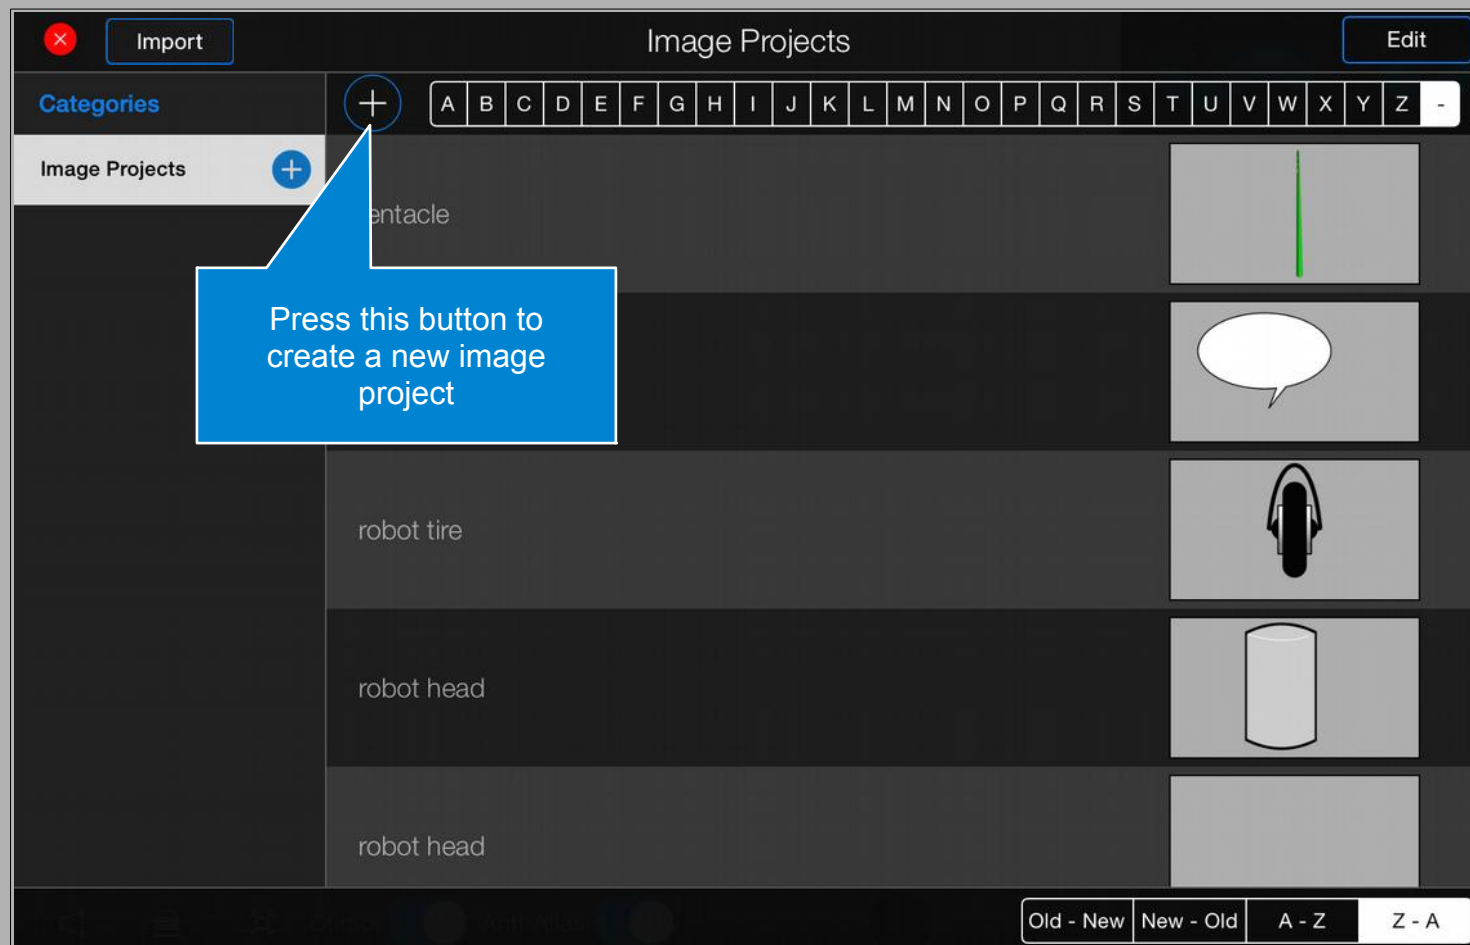 Import
Image Projects
Edit
Categories
A B C D E F G H I J K L M N O P Q R S T U V W X Y Z -
Image Projects
entacle
Press this button to
create a new image
project
robot tire
robot head
robot head
Old - New New - Old A - Z Z - A